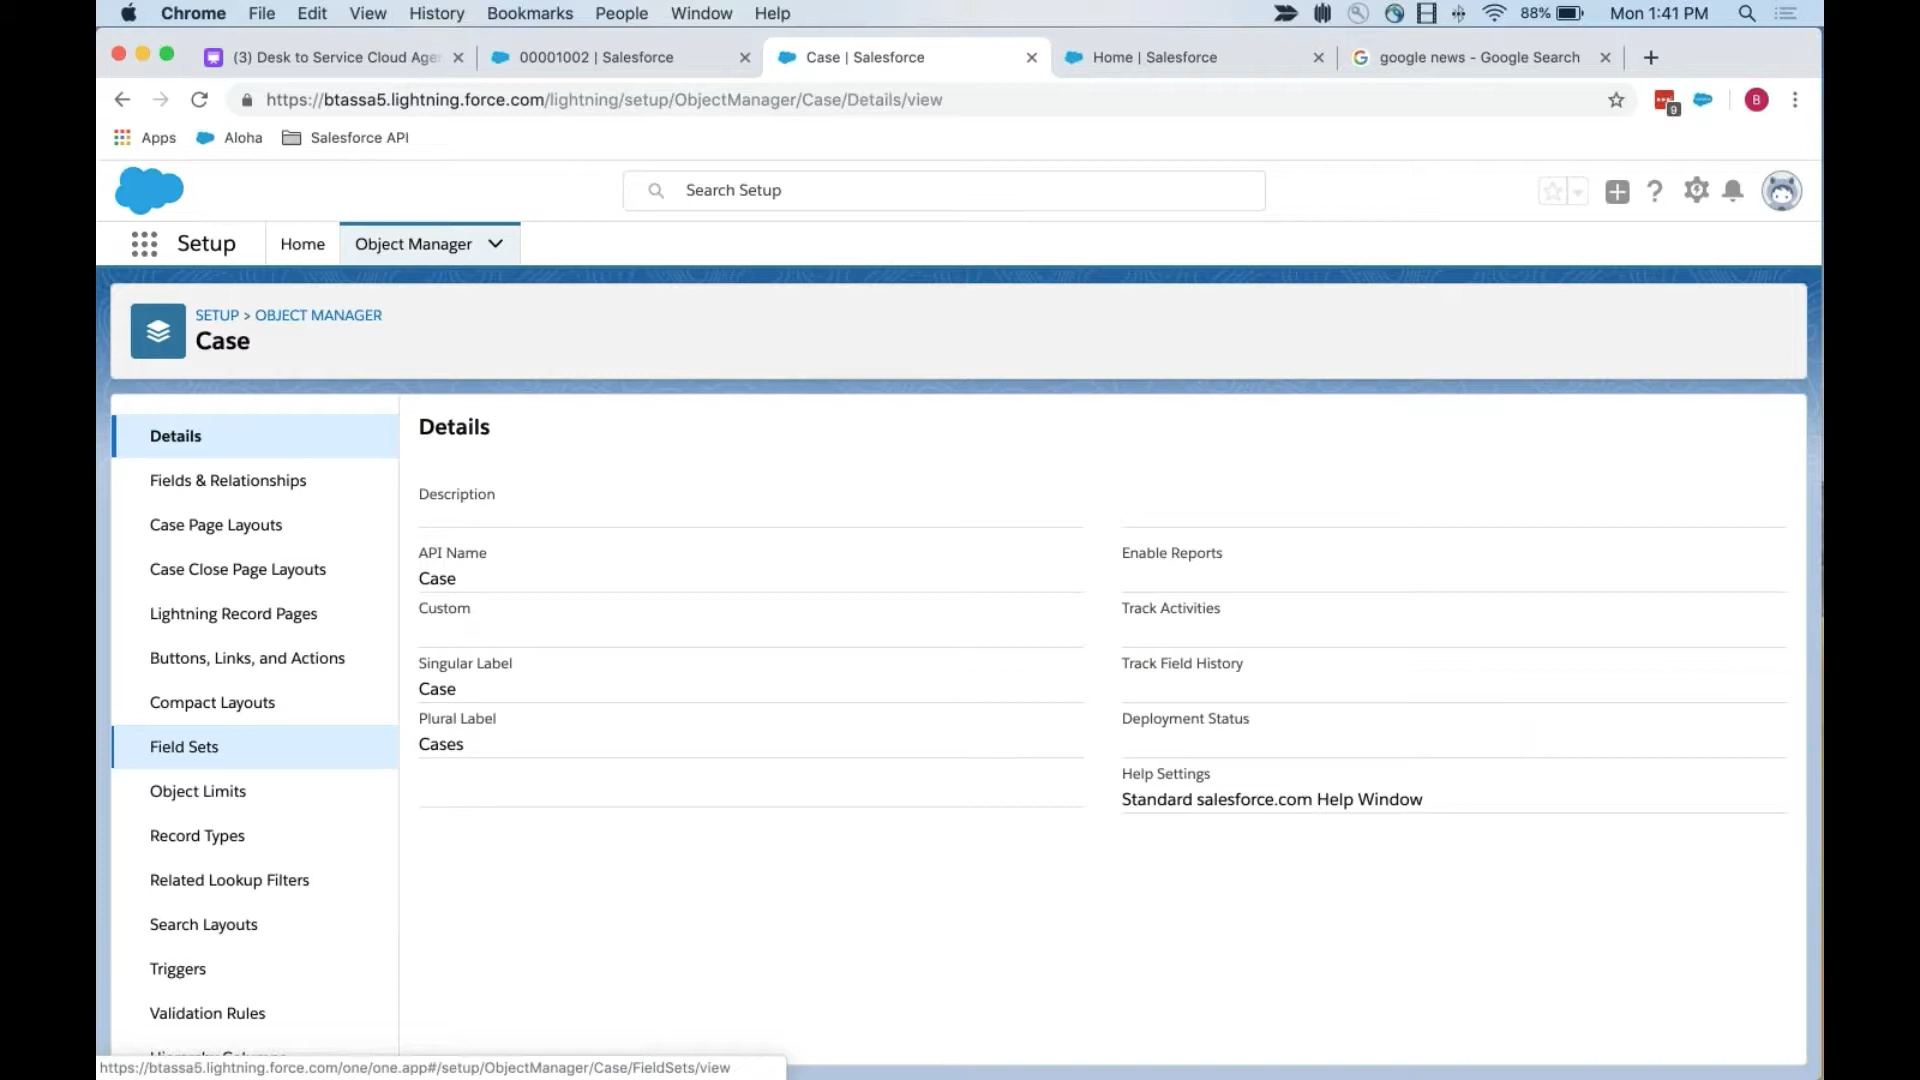 Chrome File Edit View History Bookmarks People Window Help 88% Mon 1:41 PM
(3) Desk to Service Cloud Age 00001002 | Salesforce Case | Salesforce Home | Salesforce google news - Google Search
https://btassa5.lightning.force.com/lightning/setup/ObjectManager/Case/Details/view 9 B
Apps Aloha Salesforce API
Search Setup
Setup Home Object Manager
SETUP > OBJECT MANAGER
Case
Details
Fields & Relationships
Case Page Layouts
Case Close Page Layouts
Lightning Record Pages
Buttons, Links, and Actions
Compact Layouts
Field Sets
Object Limits
Record Types
Related Lookup Filters
Search Layouts
Triggers
Validation Rules
Details
Description
API Name
Case
Custom
Singular Label
Case
Plural Label
Cases
Enable Reports
Track Activities
Track Field History
Deployment Status
Help Settings
Standard salesforce.com Help Window
https://btassa5.lightning.force.com/one/one.app#/setup/ObjectManager/Case/FieldSets/view